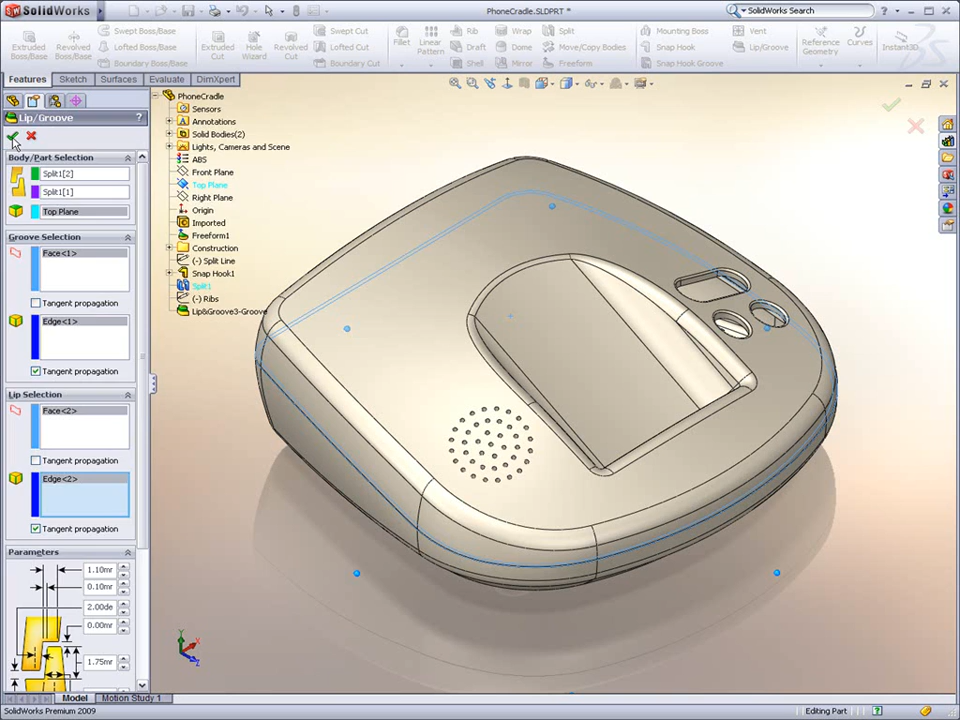 SolidWorks
PhoneCradle.SLDPRT *
SolidWorks Search
Extruded Boss/Base
Revolved Boss/Base
Swept Boss/Base
Lofted Boss/Base
Boundary Boss/Base
Extruded Cut
Hole Wizard
Revolved Cut
Swept Cut
Lofted Cut
Boundary Cut
Fillet
Linear Pattern
Rib
Draft
Shell
Wrap
Dome
Mirror
Split
Move/Copy Bodies
Freeform
Mounting Boss
Snap Hook
Snap Hook Groove
Vent
Lip/Groove
Reference Geometry
Curves
Instant3D
Features
Sketch
Surfaces
Evaluate
DimXpert
Lip/Groove
?
Body/Part Selection
Split1[2]
Split1[1]
Top Plane
Groove Selection
Face<1>
Tangent propagation
Edge<1>
Tangent propagation
Lip Selection
Face<2>
Tangent propagation
Edge<2>
Tangent propagation
Parameters
1.10mr
0.10mr
2.00de
0.00mr
1.75mr
PhoneCradle
Sensors
Annotations
Solid Bodies(2)
Lights, Cameras and Scene
ABS
Front Plane
Top Plane
Right Plane
Origin
Imported
Freeform1
Construction
(-) Split Line
Snap Hook1
Split1
(-) Ribs
Lip&Groove3-Groove
Y
X
Z
Model
Motion Study 1
SolidWorks Premium 2009
Editing Part